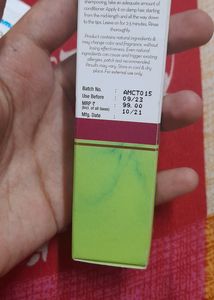 shampooing, take an adequate amount of
conditioner. Apply it on damp hair, starting
from the mid-length and all the way down
to the tips. Leave on for 2-3 minutes. Rinse
thoroughly.
Product contains natural ingredients &
may change color and fragrance, without
losing effectiveness. Even natural
ingredients can cause and trigger existing
allergies, patch test recommended.
Results may vary. Store in cool & dry
place. For external use only.
Batch No. : AMCT015
Use Before : 09/23
MRP ₹ : 99.00
(Incl. of all taxes)
Mfg. Date : 10/21